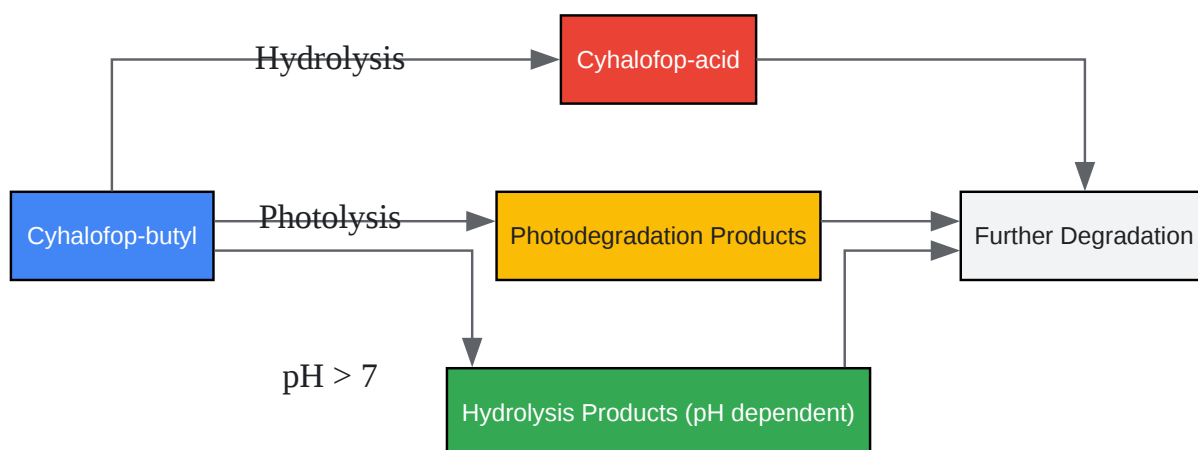 Hydrolysis
Cyhalofop-acid
Cyhalofop-butyl
Photolysis
Photodegradation Products
Further Degradation
pH > 7
Hydrolysis Products (pH dependent)